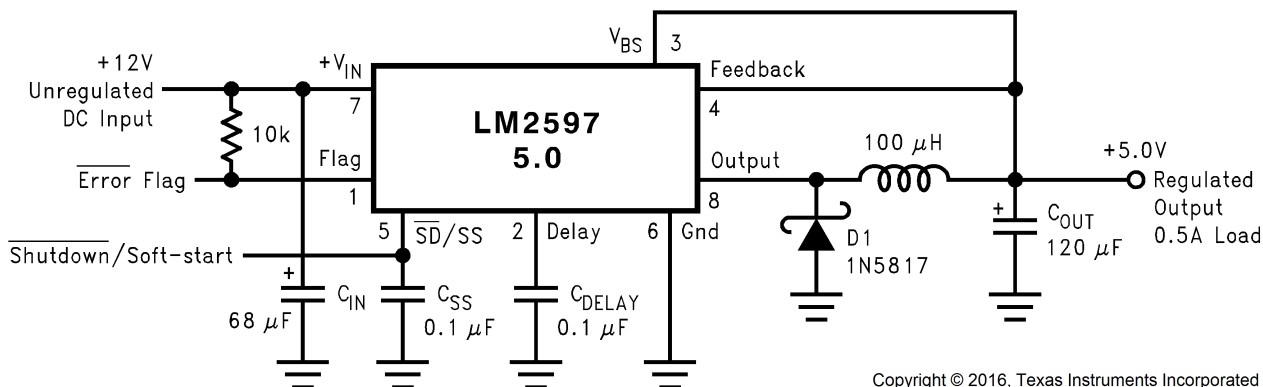 +12V
Unregulated
DC Input
10k
Error Flag
Shutdown/Soft-start
+
C_IN
68 μF
+V_IN
7
Flag
1
LM2597
5.0
V_BS
3
Feedback
4
Output
8
5
SD/SS
2
Delay
6
Gnd
C_SS
0.1 μF
C_DELAY
0.1 μF
100 μH
D1
1N5817
+5.0V
Regulated
Output
0.5A Load
+
C_OUT
120 μF
Copyright © 2016, Texas Instruments Incorporated